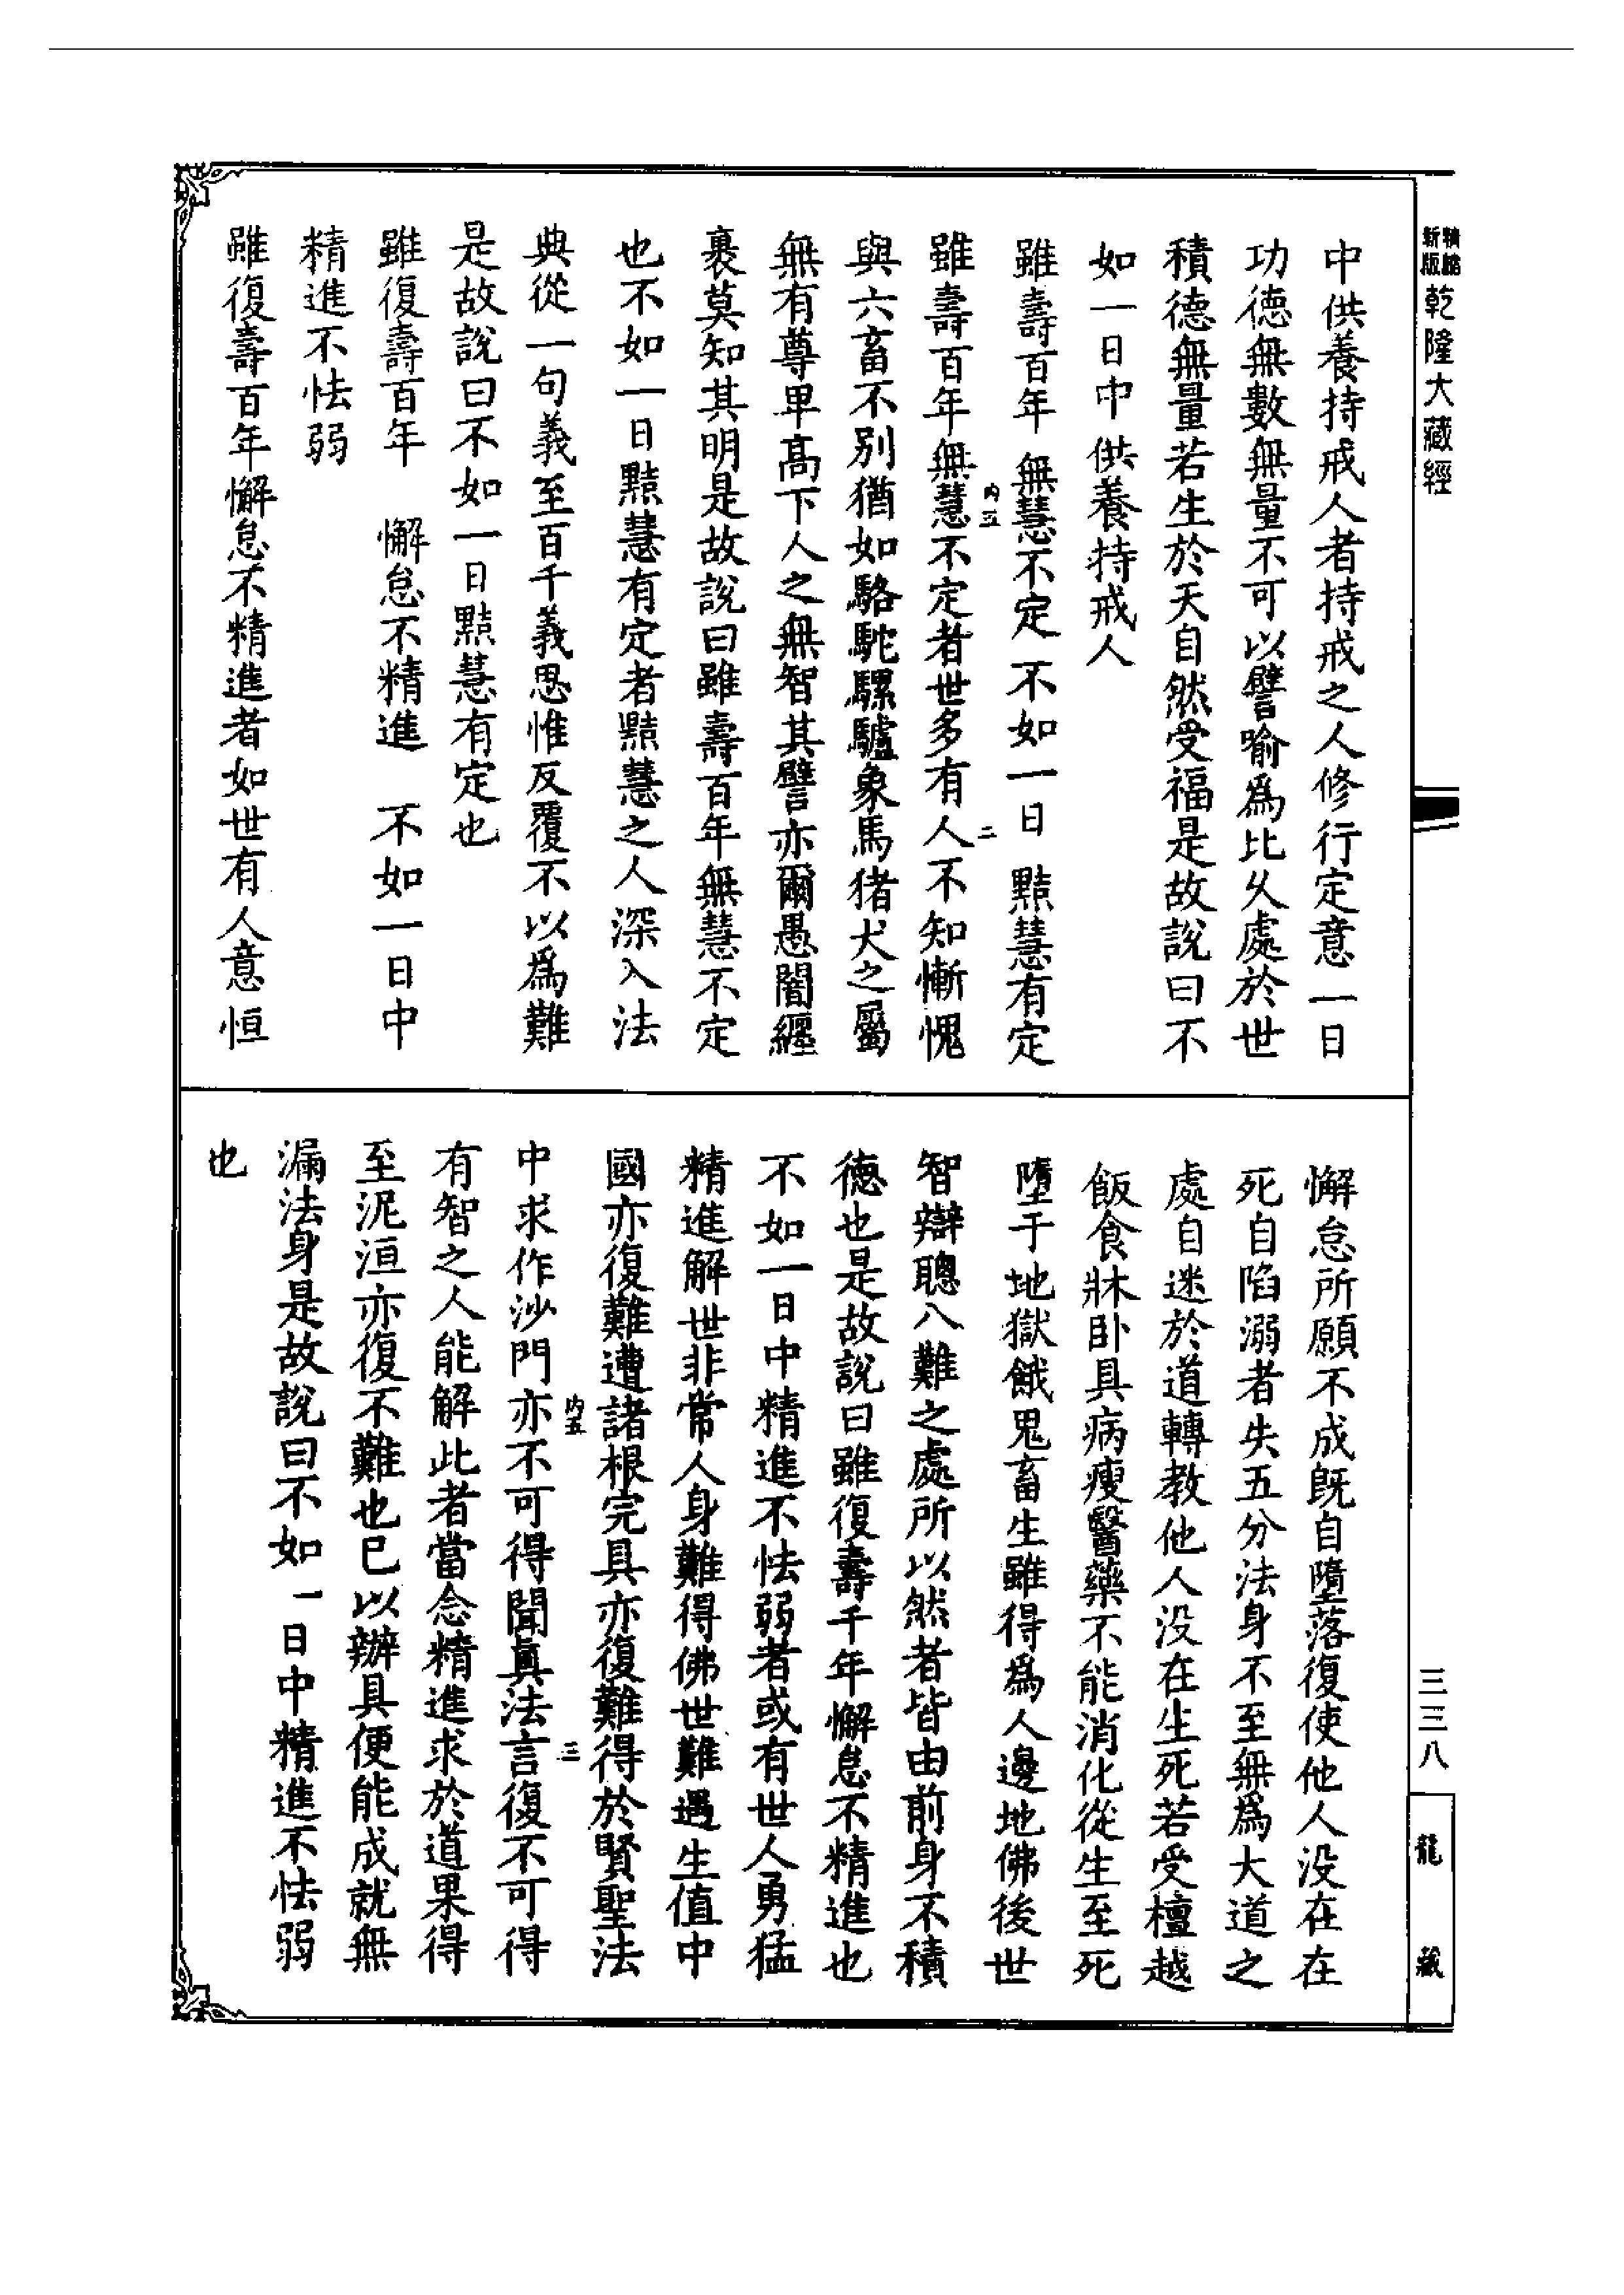 精縮新版乾隆大藏經
中供養持戒人者持戒之人修行定意一日
功德無數無量不可以譬喻為比乆處於世
積德無量若生於天自然受福是故說曰不
如一日中供養持戒人
雖壽百年　無慧不定　不如一日　黠慧有定
内五　二
雖壽百年無慧不定者世多有人不知慚愧
與六畜不別猶如駱駝騾驢象馬猪犬之屬
無有尊卑高下人之無智其譬亦爾愚闇纏
裹莫知其明是故說曰雖壽百年無慧不定
也不如一日黠慧有定者黠慧之人深入法
典從一句義至百千義思惟反覆不以為難
是故說曰不如一日黠慧有定也
雖復壽百年　懈怠不精進　不如一日中
精進不怯弱
雖復壽百年懈怠不精進者如世有人意恒
懈怠所願不成既自墮落復使他人没在在
死自陷溺者失五分法身不至無為大道之
處自迷於道轉教他人没在生死若受檀越
飯食牀卧具病瘦醫藥不能消化從生至死
墮于地獄餓鬼畜生雖得為人邊地佛後世
智辯聰八難之處所以然者皆由前身不積
德也是故說曰雖復壽千年懈怠不精進也
不如一日中精進不怯弱者或有世人勇猛
精進解世非常人身難得佛世難遇生值中
國亦復難遭諸根完具亦復難得於賢聖法
内五　三
中求作沙門亦不可得聞真法言復不可得
有智之人能解此者當念精進求於道果得
至泥洹亦復不難也已以辦具便能成就無
漏法身是故說曰不如一日中精進不怯弱
也
三三八
龍藏